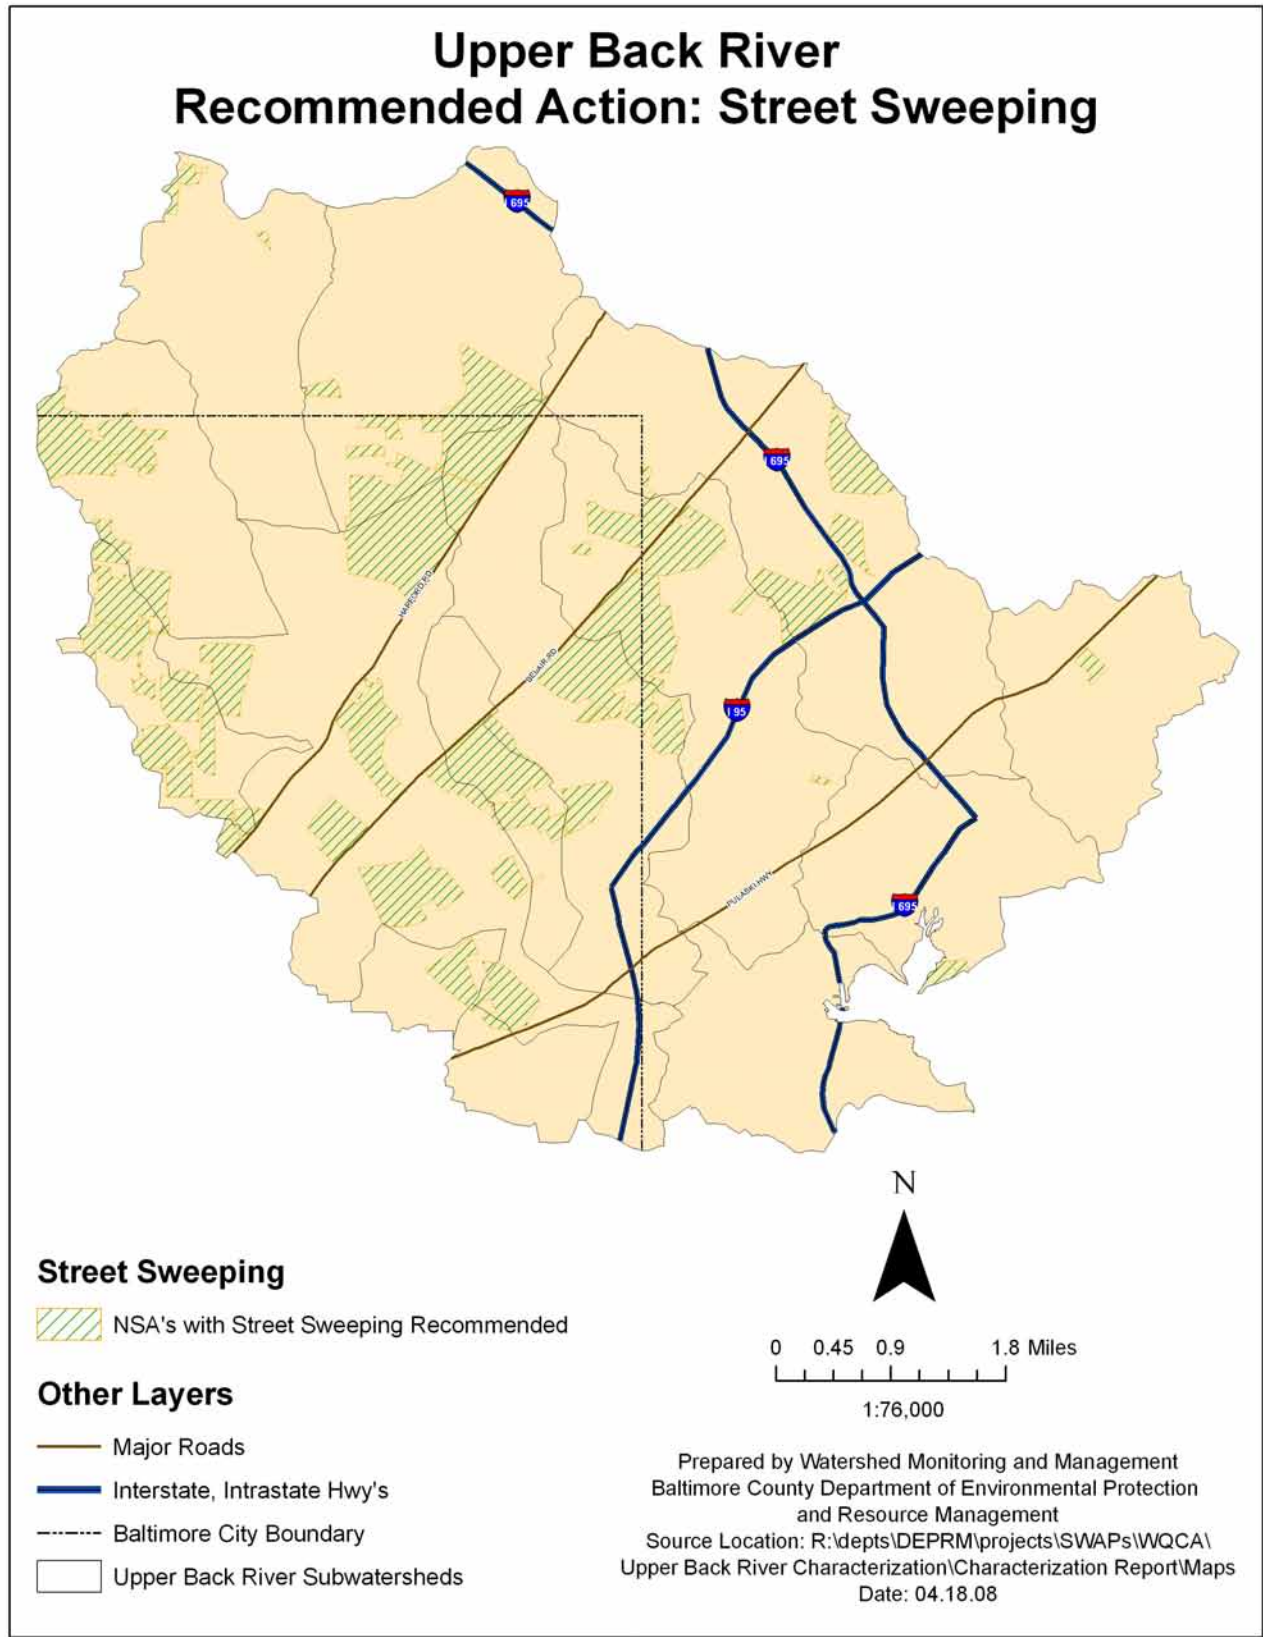 Upper Back River
Recommended Action: Street Sweeping
I 695
I 695
HARFORD RD
BELAIR RD
I 95
PULASKI HWY
I 695
N
Street Sweeping
NSA's with Street Sweeping Recommended
0 0.45 0.9 1.8 Miles
1:76,000
Other Layers
Major Roads
Interstate, Intrastate Hwy's
Baltimore City Boundary
Upper Back River Subwatersheds
Prepared by Watershed Monitoring and Management
Baltimore County Department of Environmental Protection
and Resource Management
Source Location: R:\depts\DEPRM\projects\SWAPs\WQCA\
Upper Back River Characterization\Characterization Report\Maps
Date: 04.18.08